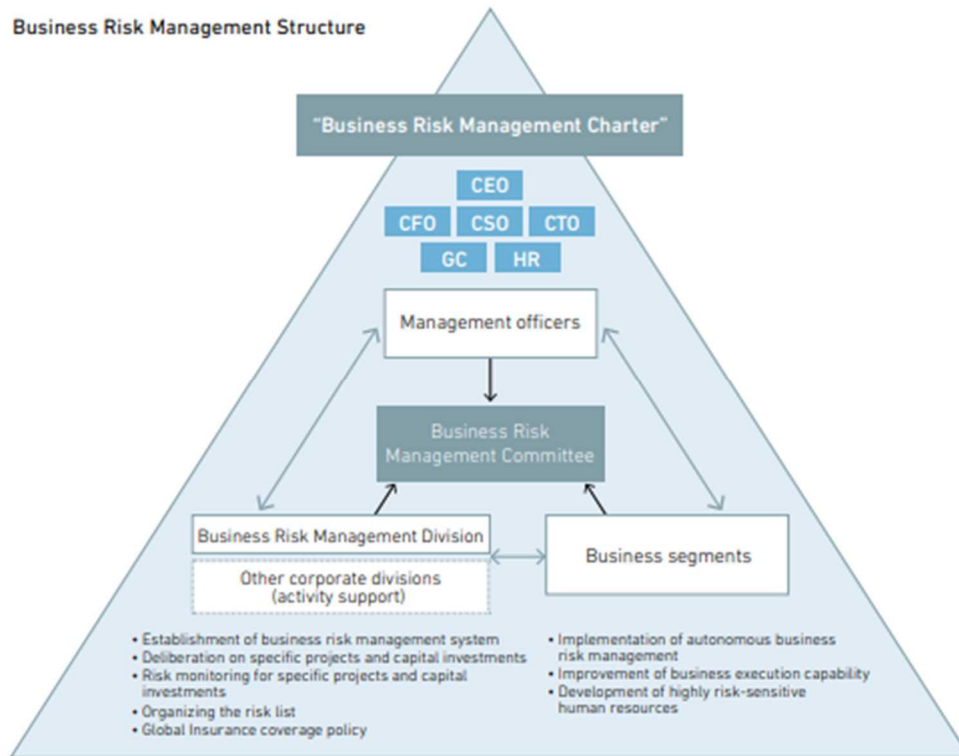 Business Risk Management Structure
"Business Risk Management Charter"
CEO
CFO CSO CTO
GC HR
Management officers
Business Risk
Management Committee
Business Risk Management Division
Other corporate divisions
(activity support)
Business segments
• Establishment of business risk management system
• Deliberation on specific projects and capital investments
• Risk monitoring for specific projects and capital
investments
• Organizing the risk list
• Global Insurance coverage policy
• Implementation of autonomous business
risk management
• Improvement of business execution capability
• Development of highly risk-sensitive
human resources